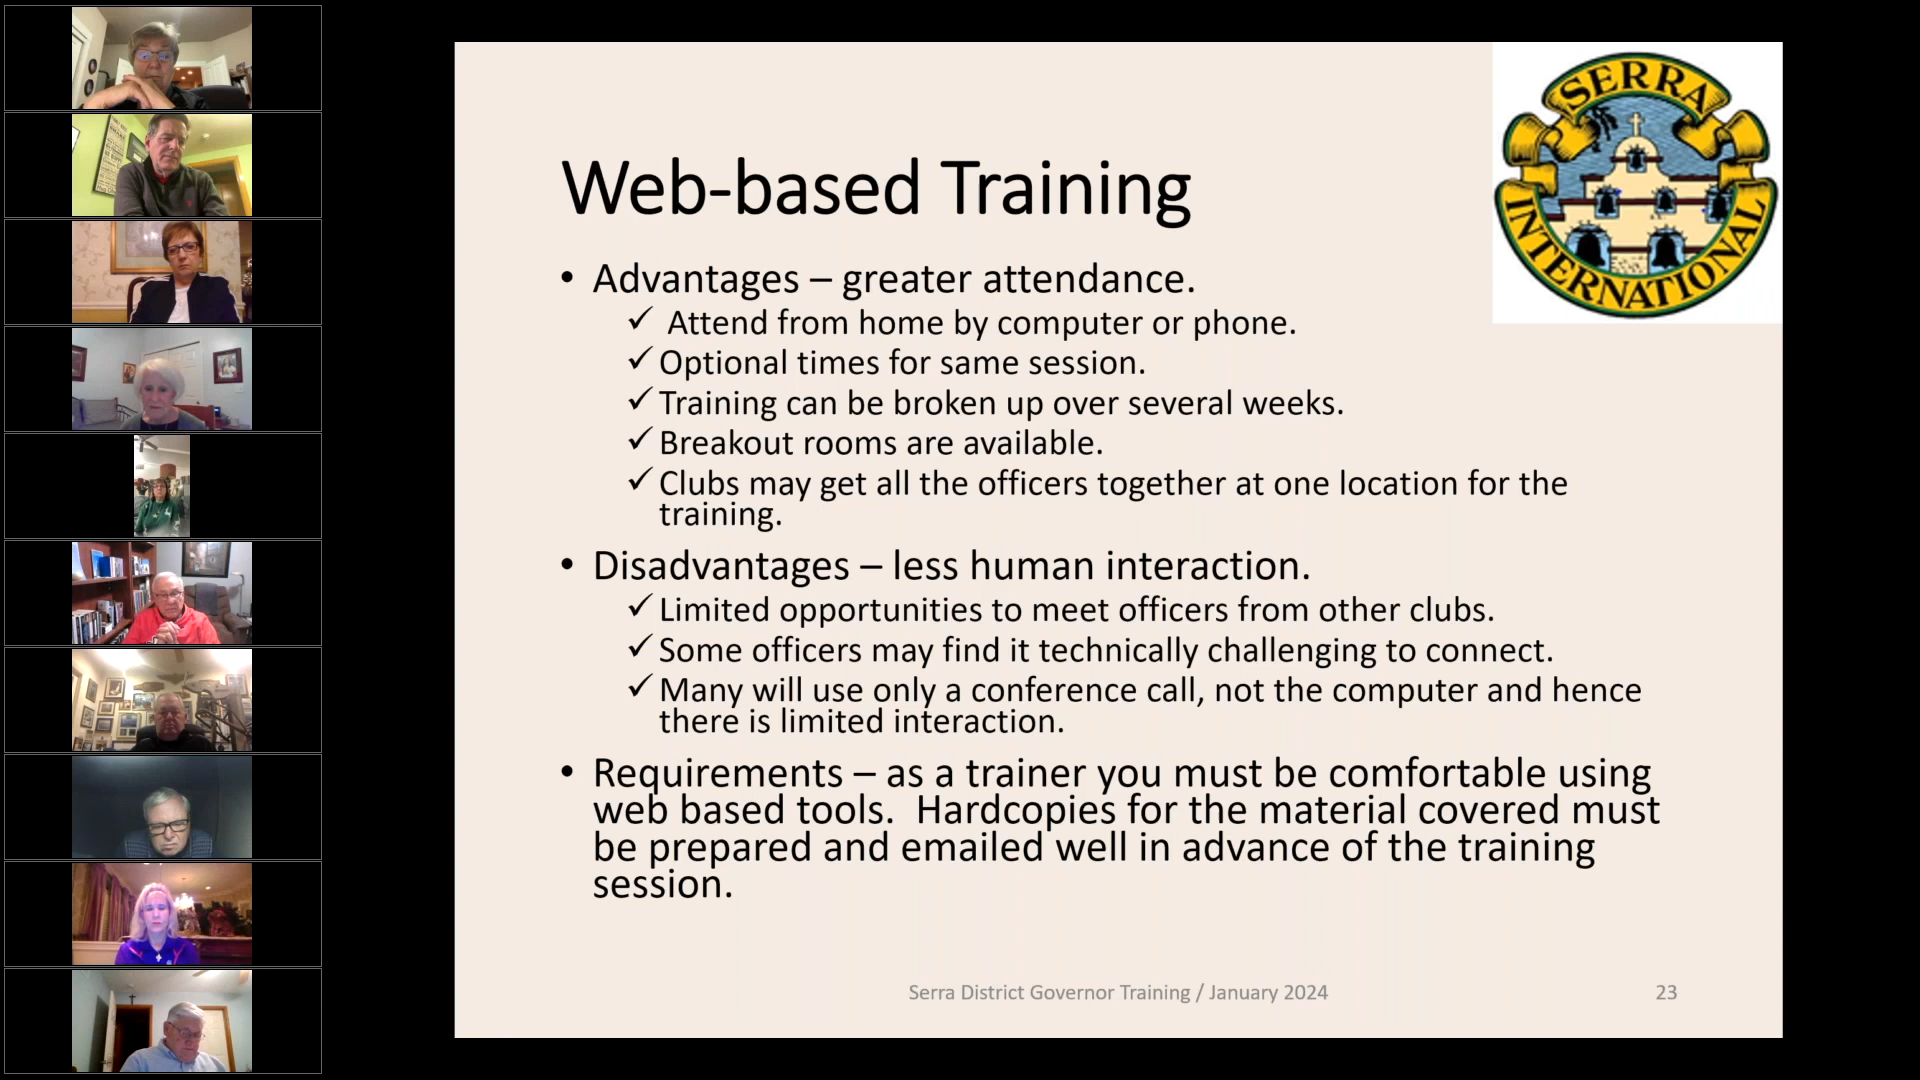 SERRA
INTERNATIONAL
Web-based Training
• Advantages – greater attendance.
✓ Attend from home by computer or phone.
✓ Optional times for same session.
✓ Training can be broken up over several weeks.
✓ Breakout rooms are available.
✓ Clubs may get all the officers together at one location for the
training.
• Disadvantages – less human interaction.
✓ Limited opportunities to meet officers from other clubs.
✓ Some officers may find it technically challenging to connect.
✓ Many will use only a conference call, not the computer and hence
there is limited interaction.
• Requirements – as a trainer you must be comfortable using
web based tools.  Hardcopies for the material covered must
be prepared and emailed well in advance of the training
session.
Serra District Governor Training / January 2024
23